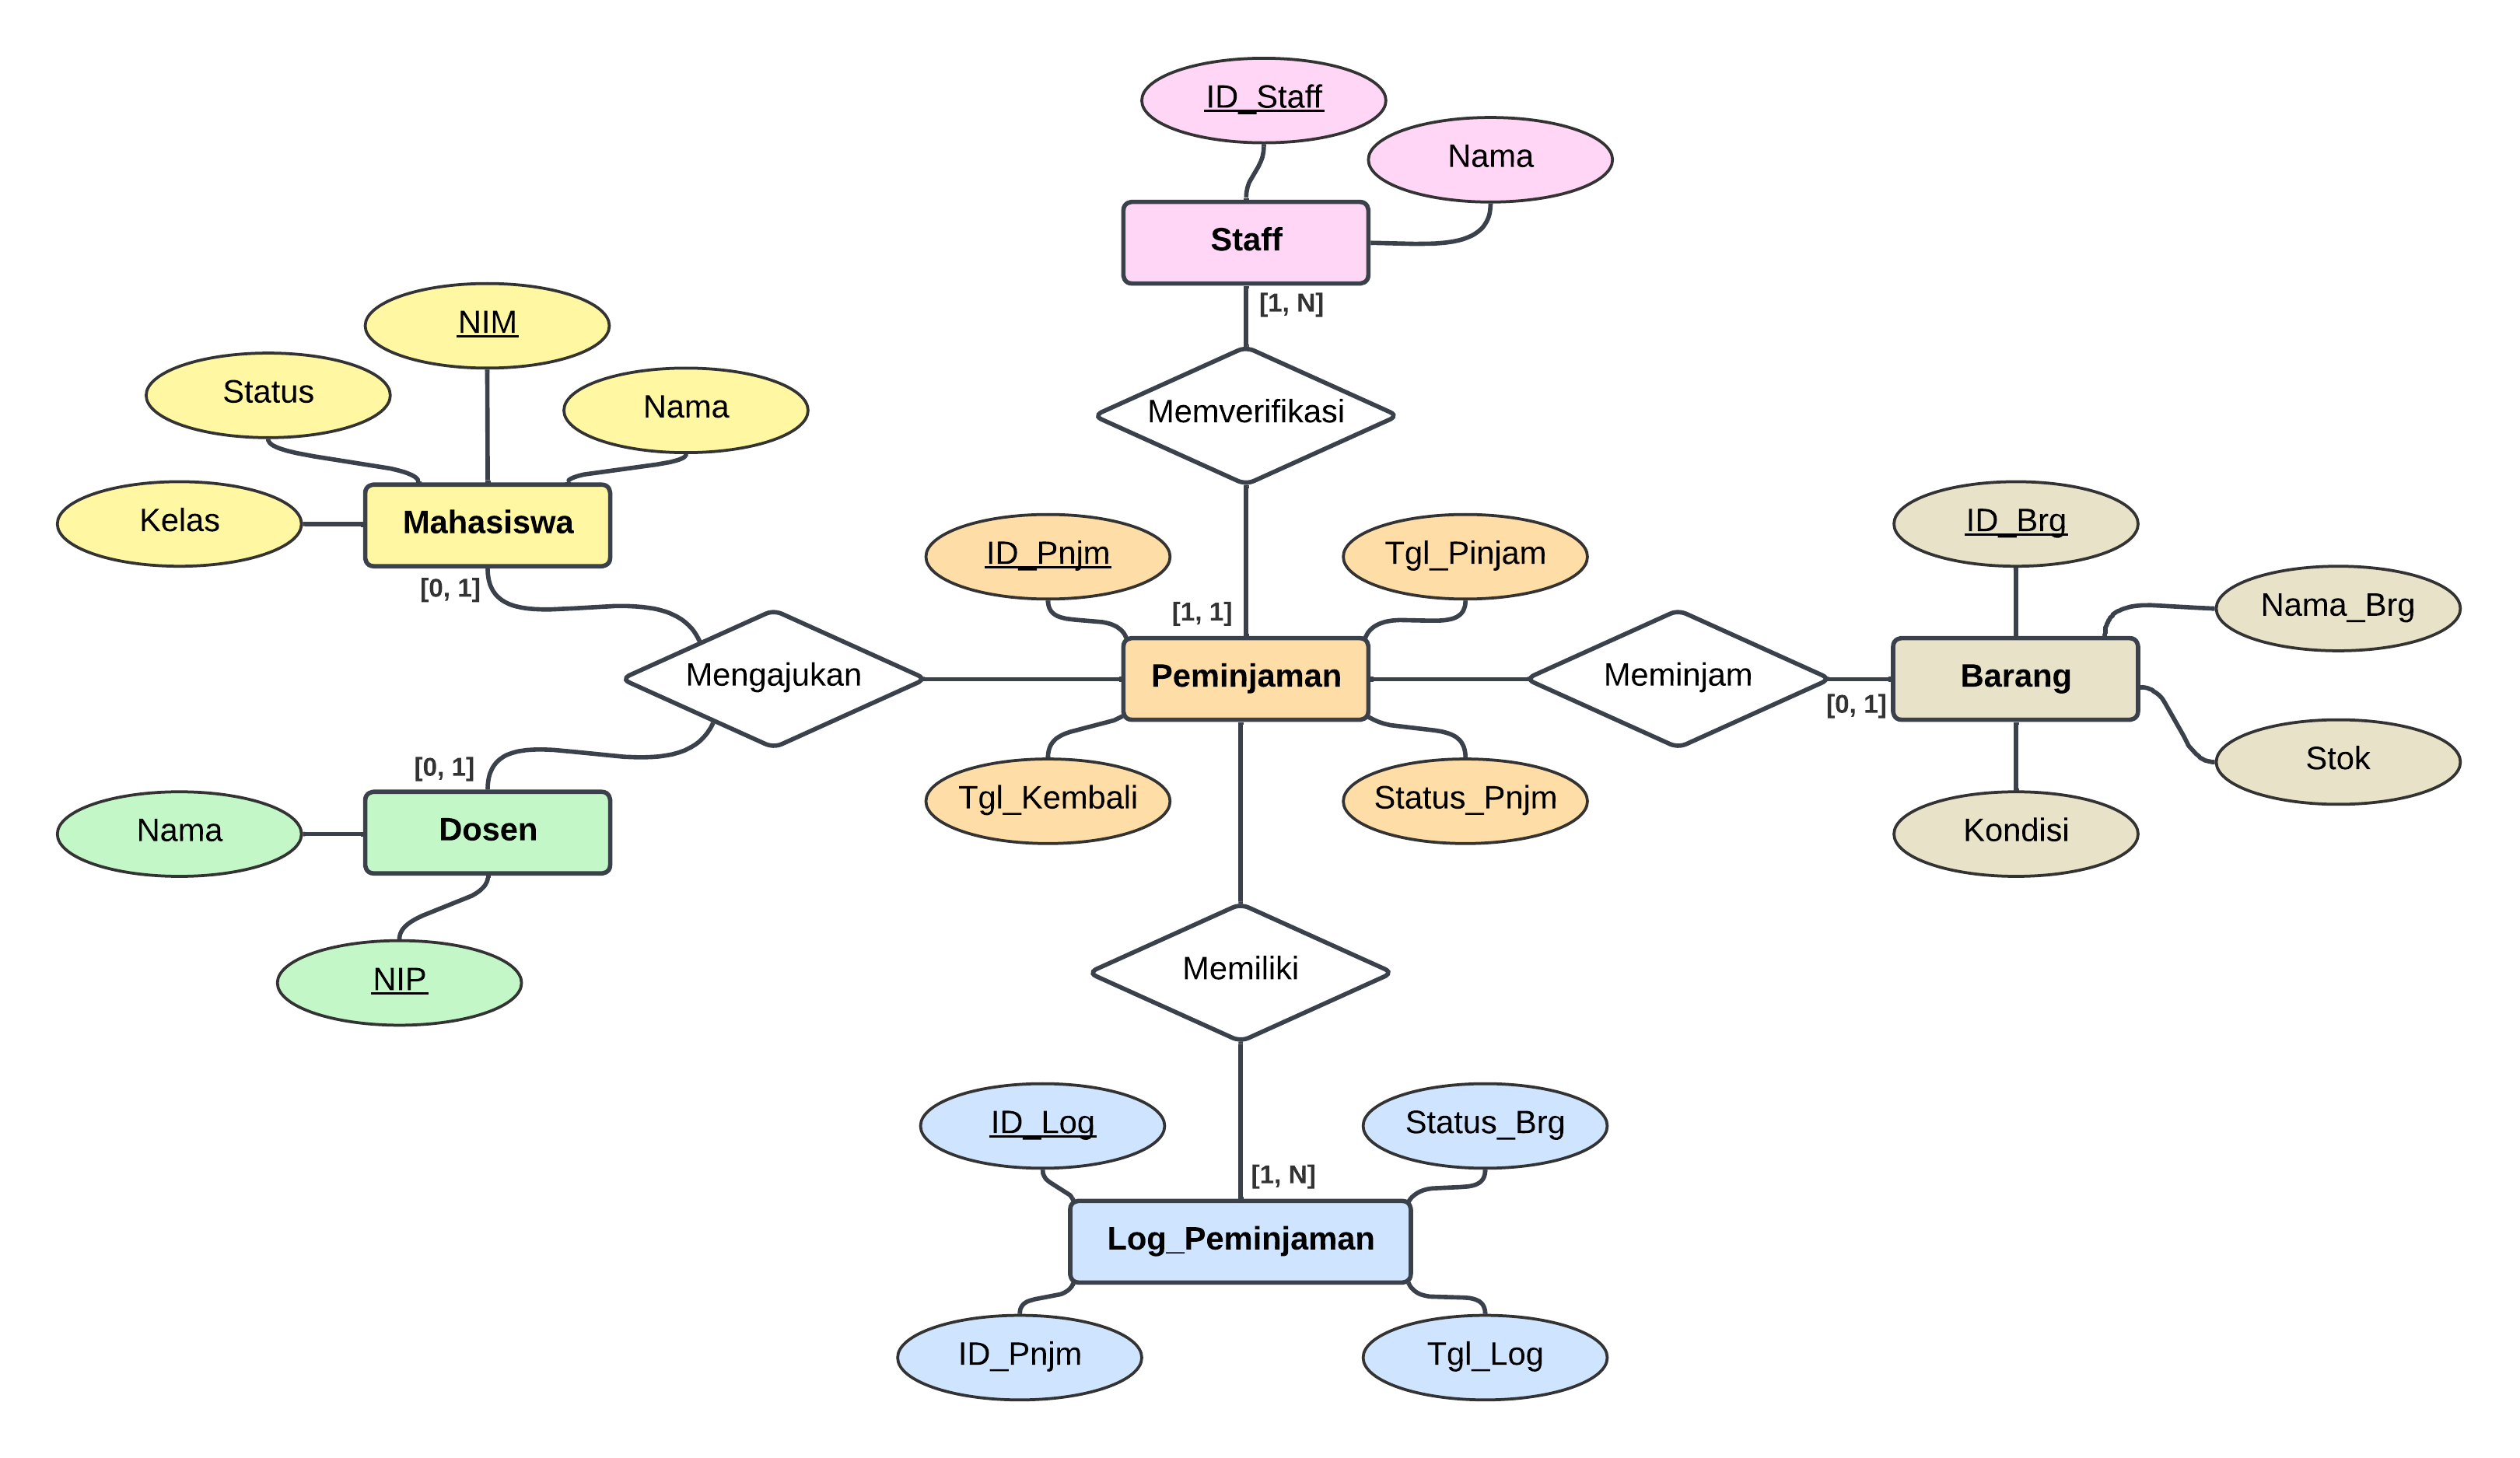 ID_Staff
Nama
Staff
[1, N]
NIM
Status
Nama
Memverifikasi
Kelas
Mahasiswa
[0, 1]
ID_Pnjm
Tgl_Pinjam
ID_Brg
[1, 1]
Nama_Brg
Mengajukan
Peminjaman
Meminjam
[0, 1]
Barang
[0, 1]
Stok
Tgl_Kembali
Status_Pnjm
Nama
Dosen
Kondisi
NIP
Memiliki
ID_Log
Status_Brg
[1, N]
Log_Peminjaman
ID_Pnjm
Tgl_Log